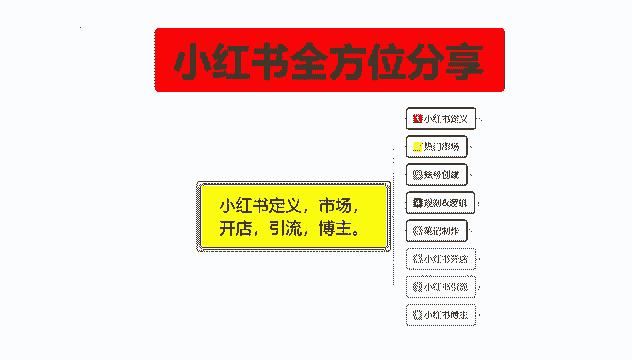 小红书全方位分享
小红书定义
热门市场
账号创建
规则&逻辑
小红书定义，市场，
开店，引流，博主。
笔记制作
小红书开店
小红书引流
小红书博主